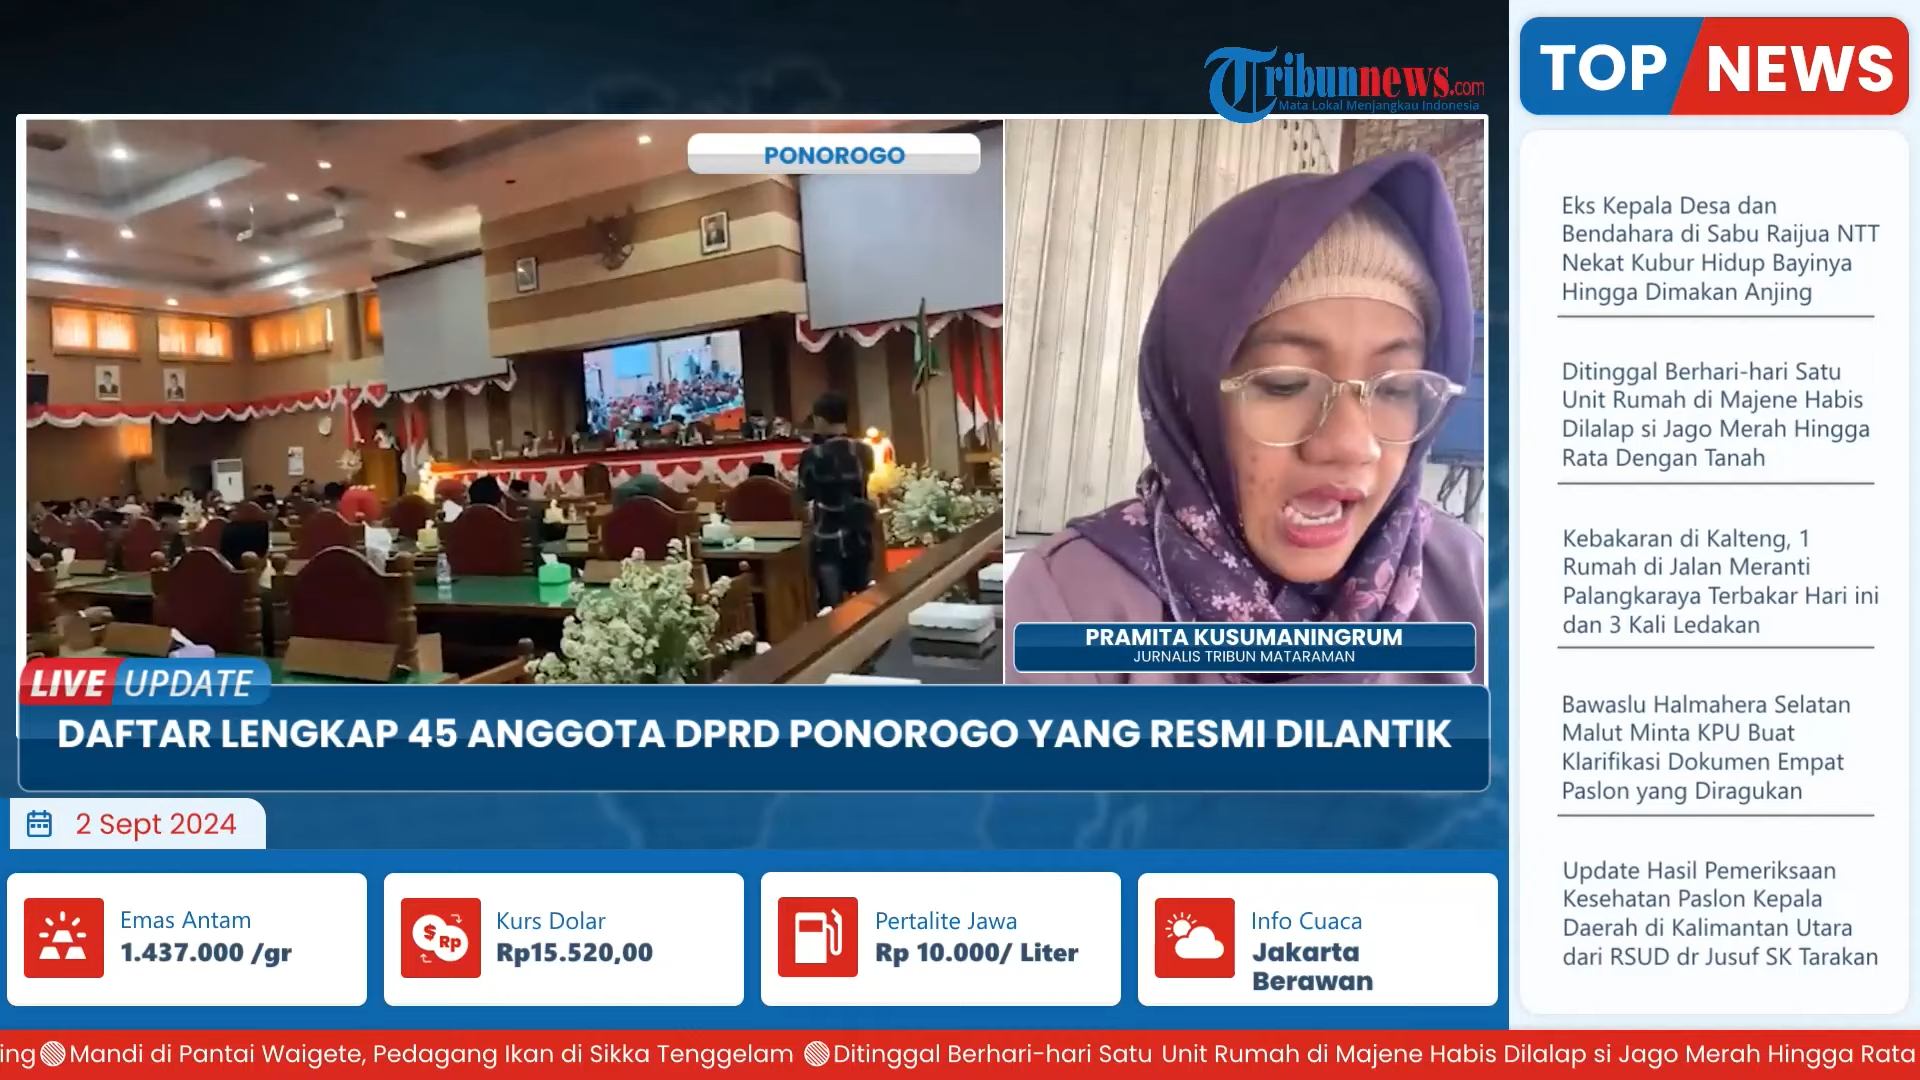 Tribunnews.com
Mata Lokal Menjangkau Indonesia
TOP NEWS
PONOROGO
PRAMITA KUSUMANINGRUM
JURNALIS TRIBUN MATARAMAN
LIVE UPDATE
DAFTAR LENGKAP 45 ANGGOTA DPRD PONOROGO YANG RESMI DILANTIK
2 Sept 2024
Emas Antam
1.437.000 /gr
Kurs Dolar
Rp15.520,00
Pertalite Jawa
Rp 10.000/ Liter
Info Cuaca
Jakarta
Berawan
Eks Kepala Desa dan
Bendahara di Sabu Raijua NTT
Nekat Kubur Hidup Bayinya
Hingga Dimakan Anjing
Ditinggal Berhari-hari Satu
Unit Rumah di Majene Habis
Dilalap si Jago Merah Hingga
Rata Dengan Tanah
Kebakaran di Kalteng, 1
Rumah di Jalan Meranti
Palangkaraya Terbakar Hari ini
dan 3 Kali Ledakan
Bawaslu Halmahera Selatan
Malut Minta KPU Buat
Klarifikasi Dokumen Empat
Paslon yang Diragukan
Update Hasil Pemeriksaan
Kesehatan Paslon Kepala
Daerah di Kalimantan Utara
dari RSUD dr Jusuf SK Tarakan
ing Mandi di Pantai Waigete, Pedagang Ikan di Sikka Tenggelam Ditinggal Berhari-hari Satu Unit Rumah di Majene Habis Dilalap si Jago Merah Hingga Rata